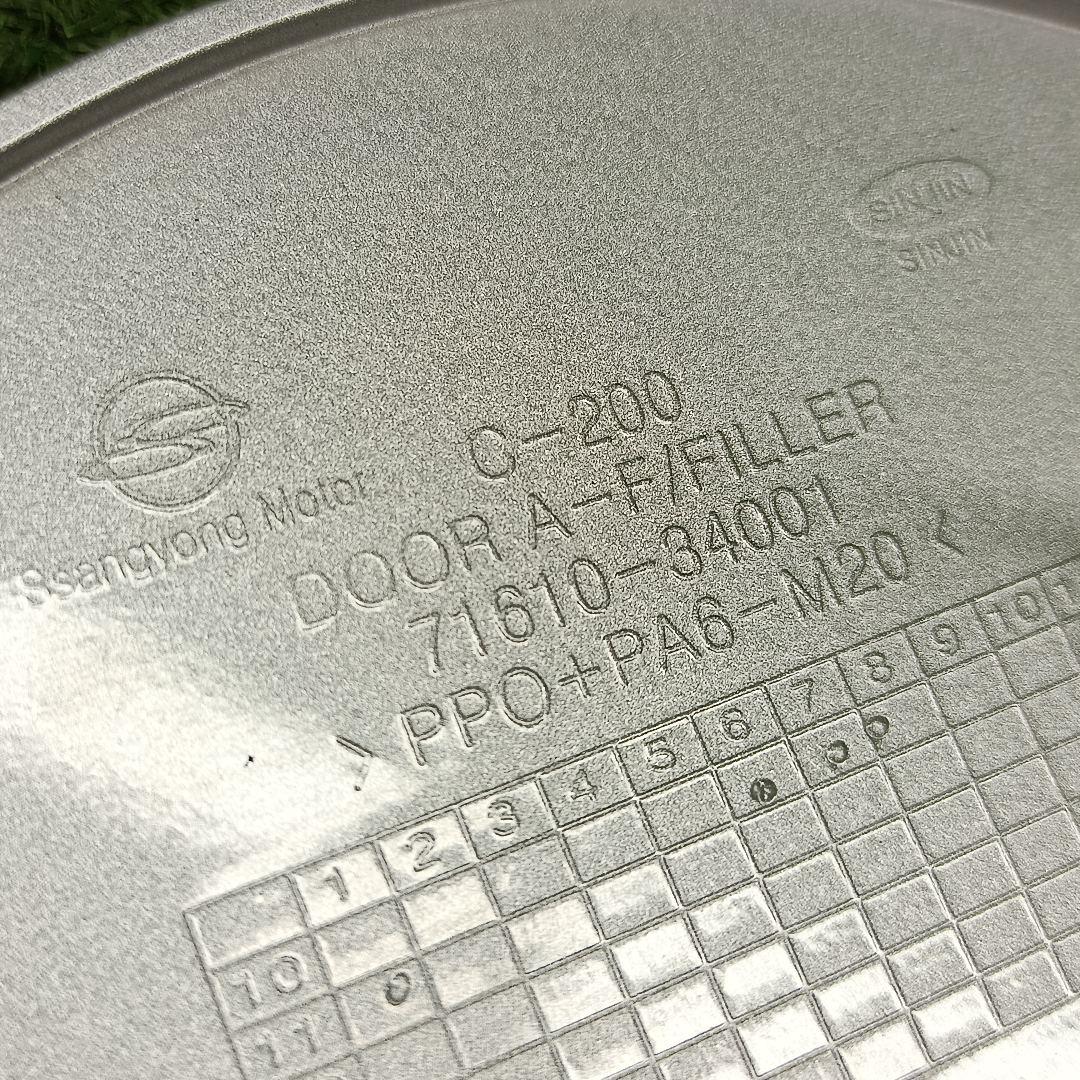 SINJIN
SINJIN
Ssangyong Motor
C-200
DOOR A-F/FILLER
71610-34001
>PPO+PA6-M20<
1 2 3 4 5 6 7 8 9 10
10
11